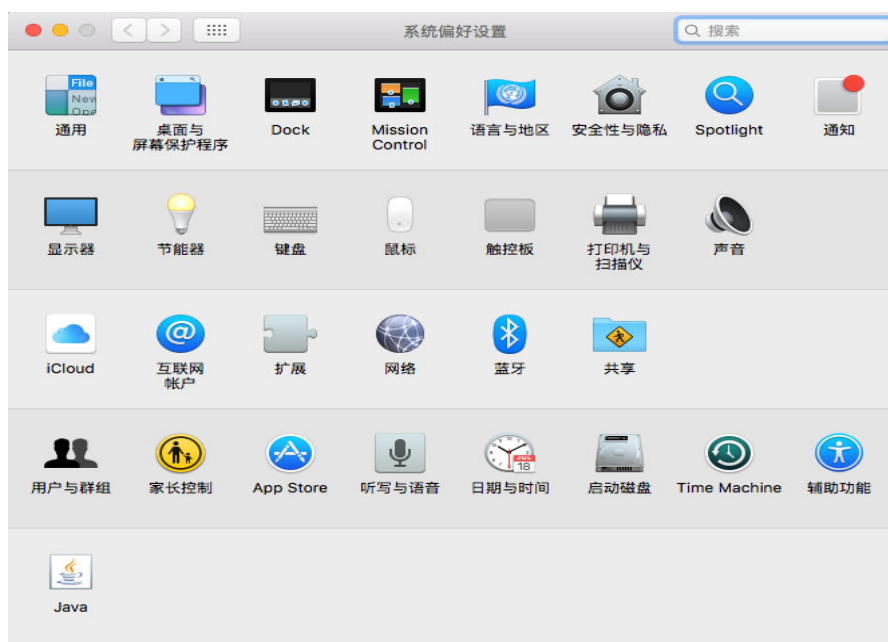 系统偏好设置
搜索
File
New
Ope
通用
桌面与
屏幕保护程序
Dock
Mission
Control
语言与地区
安全性与隐私
Spotlight
通知
显示器
节能器
键盘
鼠标
触控板
打印机与
扫描仪
声音
iCloud
@
互联网
帐户
扩展
网络
蓝牙
共享
用户与群组
家长控制
App Store
听写与语音
JUL
18
日期与时间
启动磁盘
Time Machine
辅助功能
Java